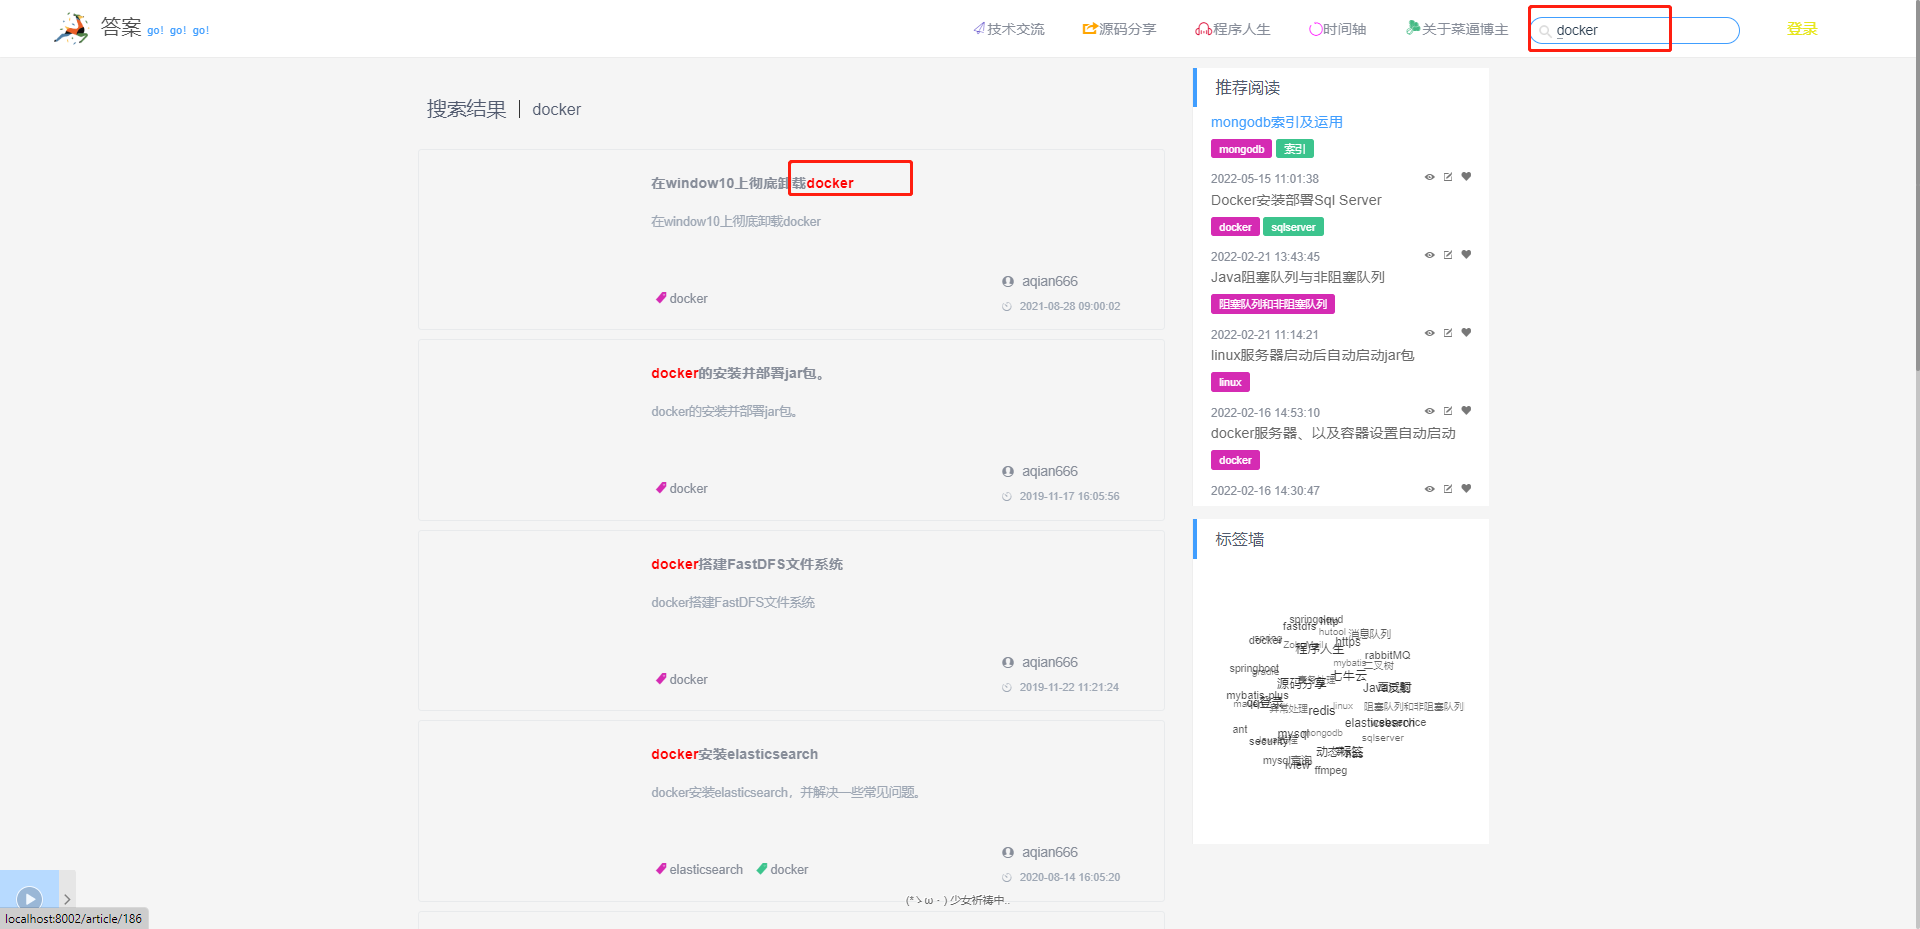 答案 go! go! go!
技术交流 源码分享 程序人生 时间轴 关于菜逼博主 docker 登录
搜索结果 | docker
在window10上彻底卸载docker
在window10上彻底卸载docker
aqian666
docker
2021-08-28 09:00:02
docker的安装并部署jar包。
docker的安装并部署jar包。
aqian666
docker
2019-11-17 16:05:56
docker搭建FastDFS文件系统
docker搭建FastDFS文件系统
aqian666
docker
2019-11-22 11:21:24
docker安装elasticsearch
docker安装elasticsearch，并解决一些常见问题。
aqian666
elasticsearch docker
2020-08-14 16:05:20
(*ゝω・) 少女祈祷中..
推荐阅读
mongodb索引及运用
mongodb 索引
2022-05-15 11:01:38
Docker安装部署Sql Server
docker sqlserver
2022-02-21 13:43:45
Java阻塞队列与非阻塞队列
阻塞队列和非阻塞队列
2022-02-21 11:14:21
linux服务器启动后自动启动jar包
linux
2022-02-16 14:53:10
docker服务器、以及容器设置自动启动
docker
2022-02-16 14:30:47
标签墙
springcloud
fastdfs http
hutool 消息队列
docker https
程序人生
rabbitMQ
mybatis 二叉树
springboot
七牛云
源码分享
mybatis-plus
qq登录
异常处理 redis linux 阻塞队列和非阻塞队列
elasticsearch
ant mysql mongodb
security sqlserver
动态标签
mysql查询
iview ffmpeg
localhost:8002/article/186